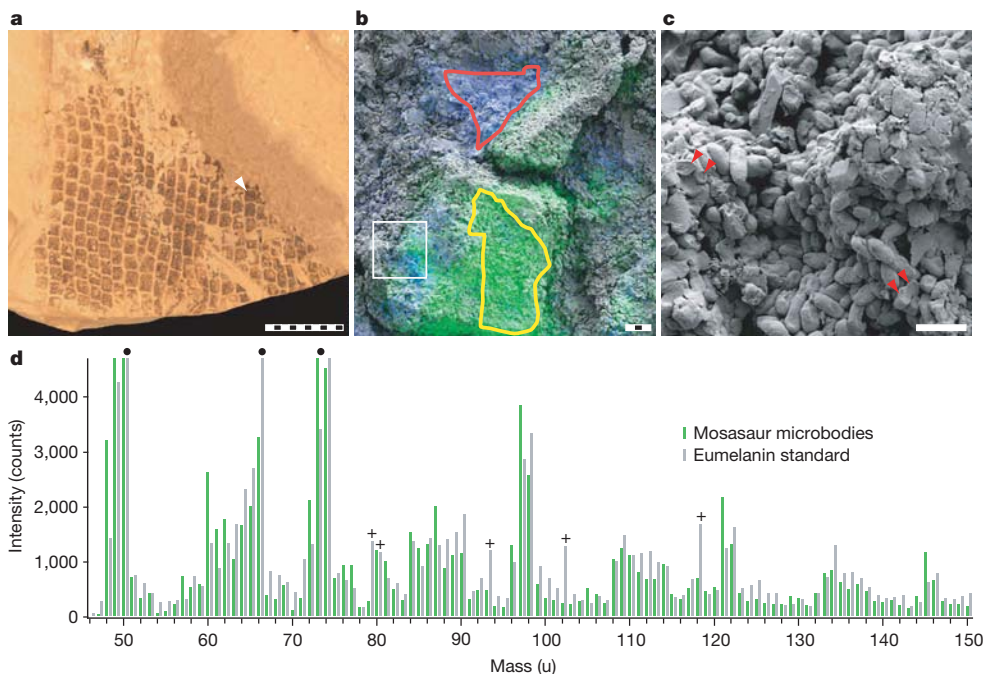 a
b
c
d
4,000
3,000
2,000
1,000
0
Intensity (counts)
+
+
+
+
+
Mosasaur microbodies
Eumelanin standard
50
60
70
80
90
100
110
120
130
140
150
Mass (u)